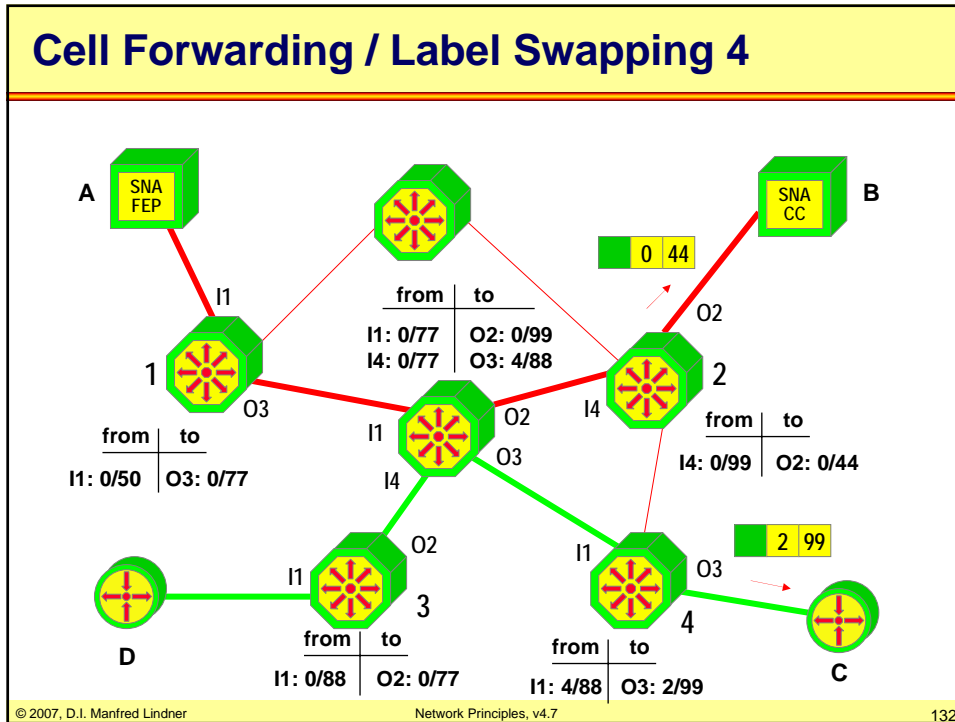 Cell Forwarding / Label Swapping 4
A
SNA
FEP
SNA
CC
B
0 44
I1
from to
I1: 0/77 O2: 0/99
I4: 0/77 O3: 4/88
O2
1
O3
I1
O2
I4
2
from to
I1: 0/50 O3: 0/77
O3
I4
from to
I4: 0/99 O2: 0/44
2 99
O2
I1
I1
O3
3
4
D
from to
I1: 0/88 O2: 0/77
from to
I1: 4/88 O3: 2/99
C
© 2007, D.I. Manfred Lindner
Network Principles, v4.7
132